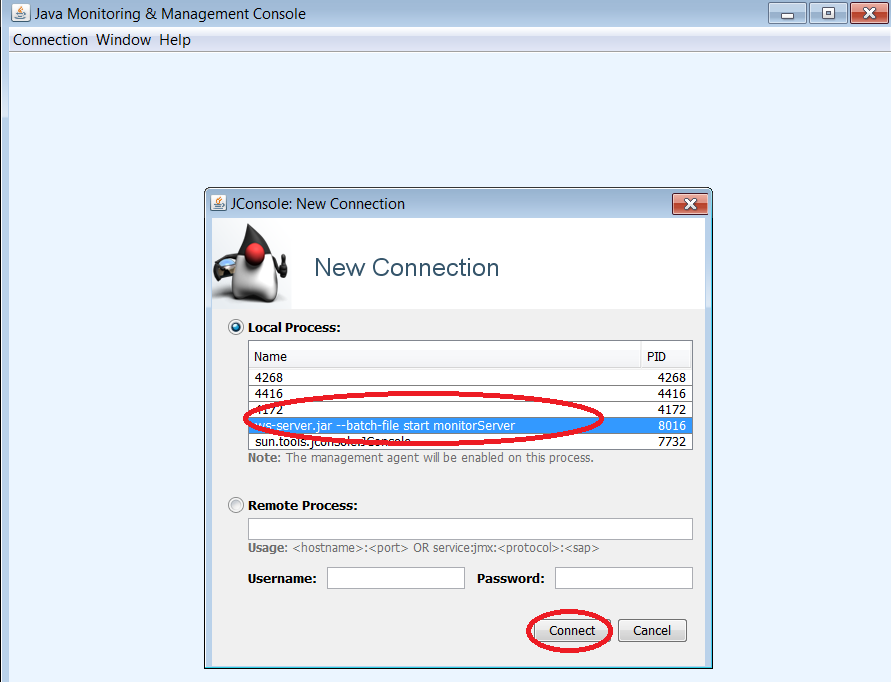 Java Monitoring & Management Console
Connection Window Help
JConsole: New Connection
New Connection
Local Process:
Name PID
4268 4268
4416 4416
4172 4172
ws-server.jar --batch-file start monitorServer 8016
sun.tools.jconsole.JConsole 7732
Note: The management agent will be enabled on this process.
Remote Process:
Usage: <hostname>:<port> OR service:jmx:<protocol>:<sap>
Username: Password:
Connect Cancel